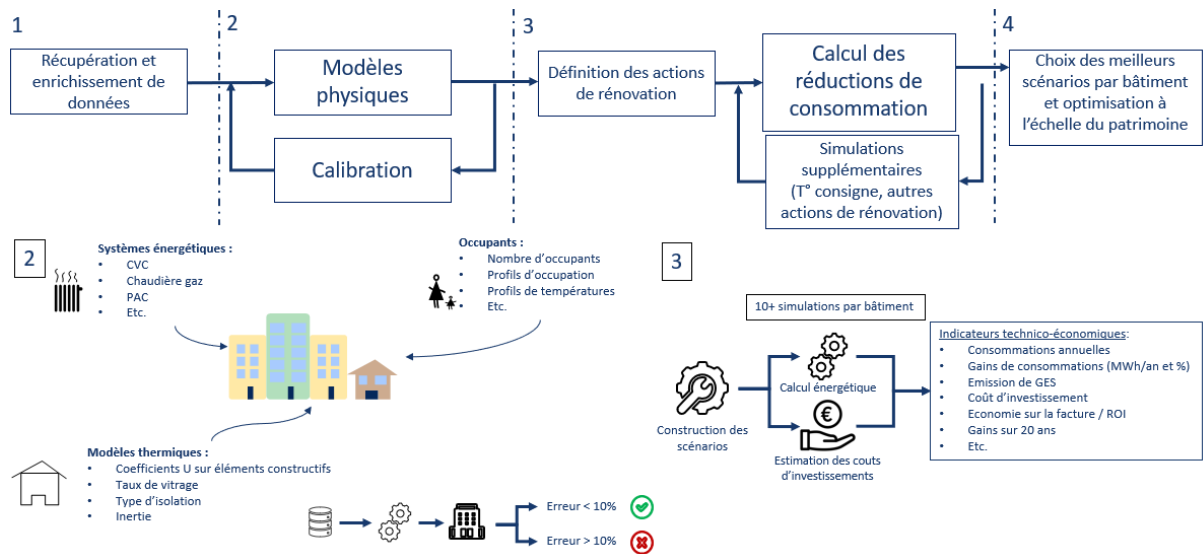 1
2
3
4
Récupération et
enrichissement de
données
Modèles
physiques
Calibration
Définition des actions
de rénovation
Calcul des
réductions de
consommation
Simulations
supplémentaires
(T° consigne, autres
actions de rénovation)
Choix des meilleurs
scénarios par bâtiment
et optimisation à
l'échelle du patrimoine
2
Systèmes énergétiques :
• CVC
• Chaudière gaz
• PAC
• Etc.
Occupants :
• Nombre d'occupants
• Profils d'occupation
• Profils de températures
• Etc.
Modèles thermiques :
• Coefficients U sur éléments constructifs
• Taux de vitrage
• Type d'isolation
• Inertie
Erreur < 10%
Erreur > 10%
3
10+ simulations par bâtiment
Construction des
scénarios
Calcul énergétique
€
Estimation des couts
d'investissements
Indicateurs technico-économiques:
• Consommations annuelles
• Gains de consommations (MWh/an et %)
• Emission de GES
• Coût d'investissement
• Economie sur la facture / ROI
• Gains sur 20 ans
• Etc.